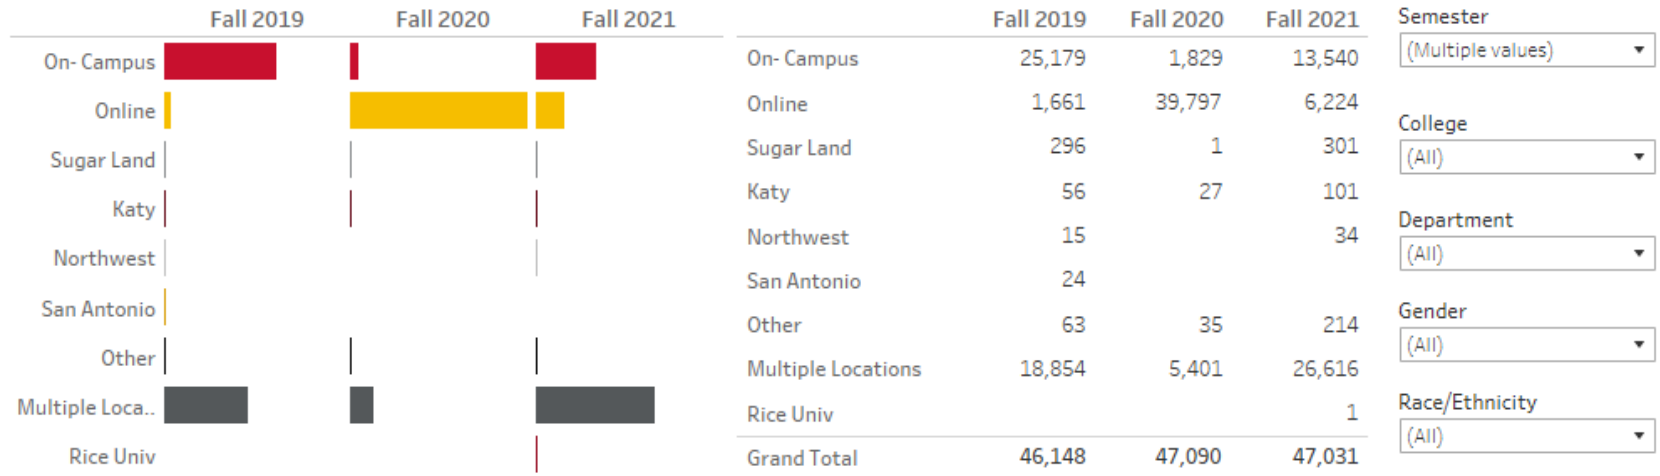 Fall 2019 Fall 2020 Fall 2021
On- Campus
Online
Sugar Land
Katy
Northwest
San Antonio
Other
Multiple Loca..
Rice Univ
Fall 2019 Fall 2020 Fall 2021
On- Campus 25,179 1,829 13,540
Online 1,661 39,797 6,224
Sugar Land 296 1 301
Katy 56 27 101
Northwest 15 34
San Antonio 24
Other 63 35 214
Multiple Locations 18,854 5,401 26,616
Rice Univ 1
Grand Total 46,148 47,090 47,031
Semester
(Multiple values)
College
(All)
Department
(All)
Gender
(All)
Race/Ethnicity
(All)